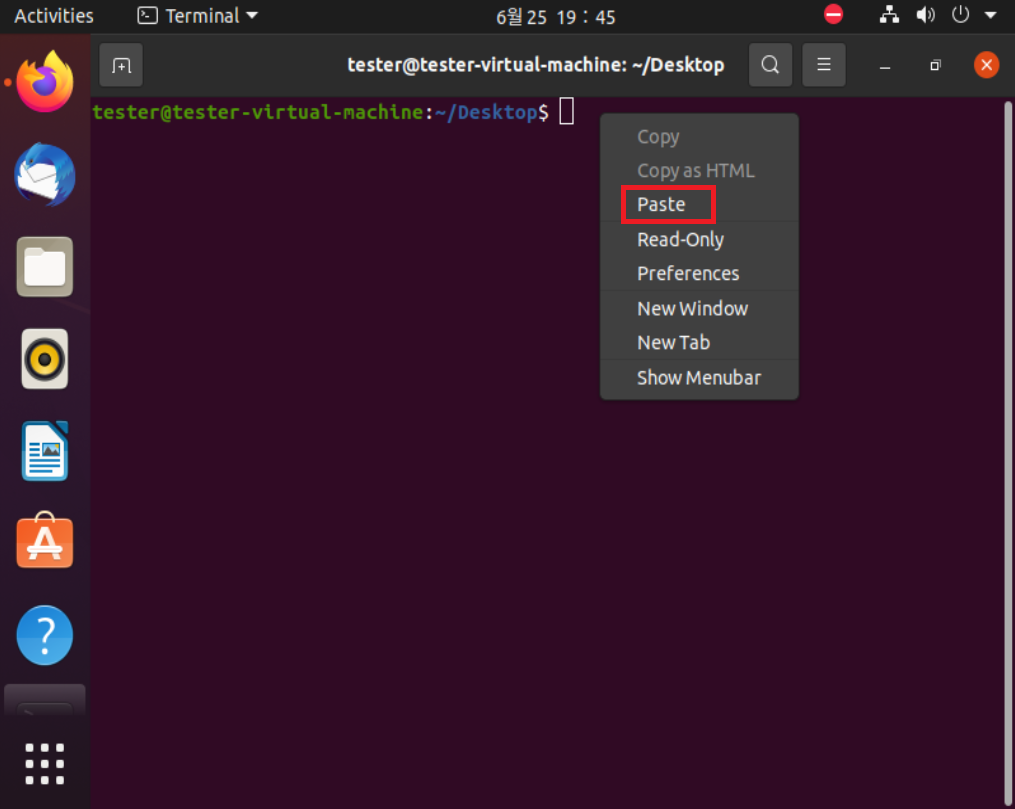 Activities Terminal 6월 25 19 : 45
tester@tester-virtual-machine: ~/Desktop
tester@tester-virtual-machine:~/Desktop$
Copy
Copy as HTML
Paste
Read-Only
Preferences
New Window
New Tab
Show Menubar